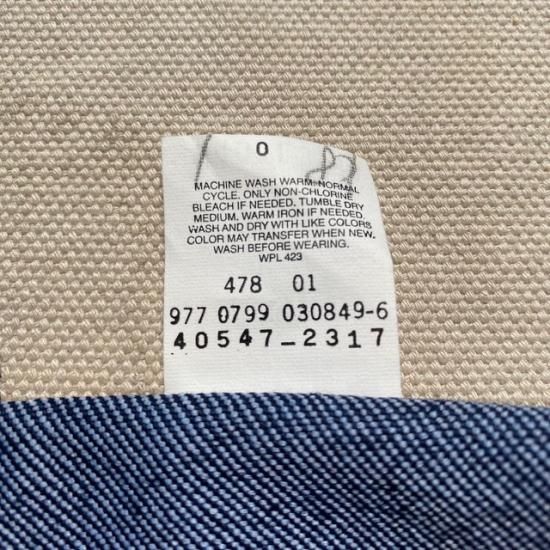 0
MACHINE WASH WARM. NORMAL
CYCLE. ONLY NON-CHLORINE
BLEACH IF NEEDED, TUMBLE DRY
MEDIUM. WARM IRON IF NEEDED.
WASH AND DRY WITH LIKE COLORS
COLOR MAY TRANSFER WHEN NEW.
WASH BEFORE WEARING.
WPL 423
478 01
977 0799 030849-6
40547-2317